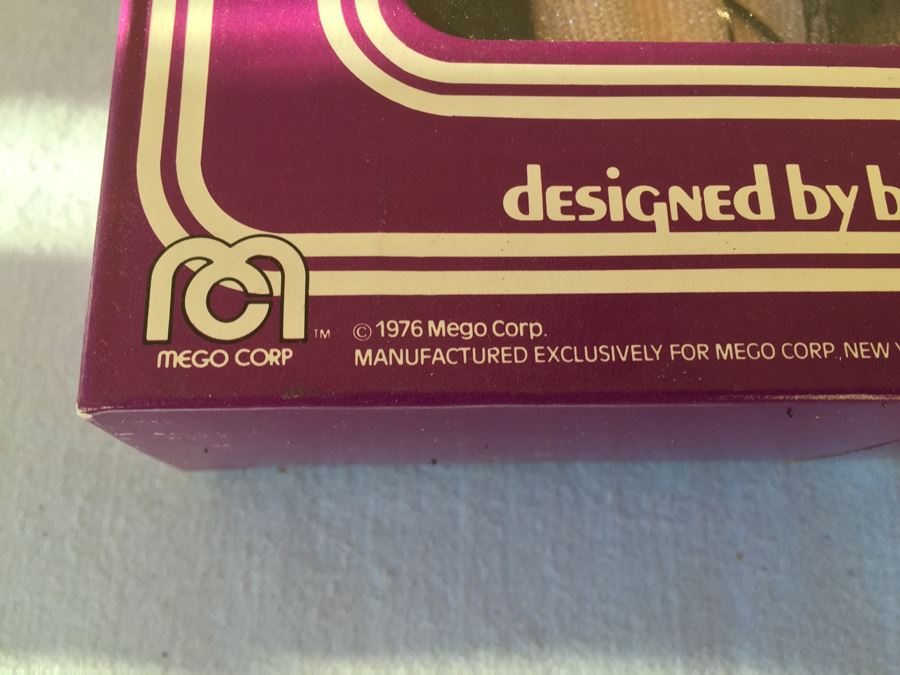 designed by b
© 1976 Mego Corp.
MANUFACTURED EXCLUSIVELY FOR MEGO CORP., NEW
MEGO CORP
TM